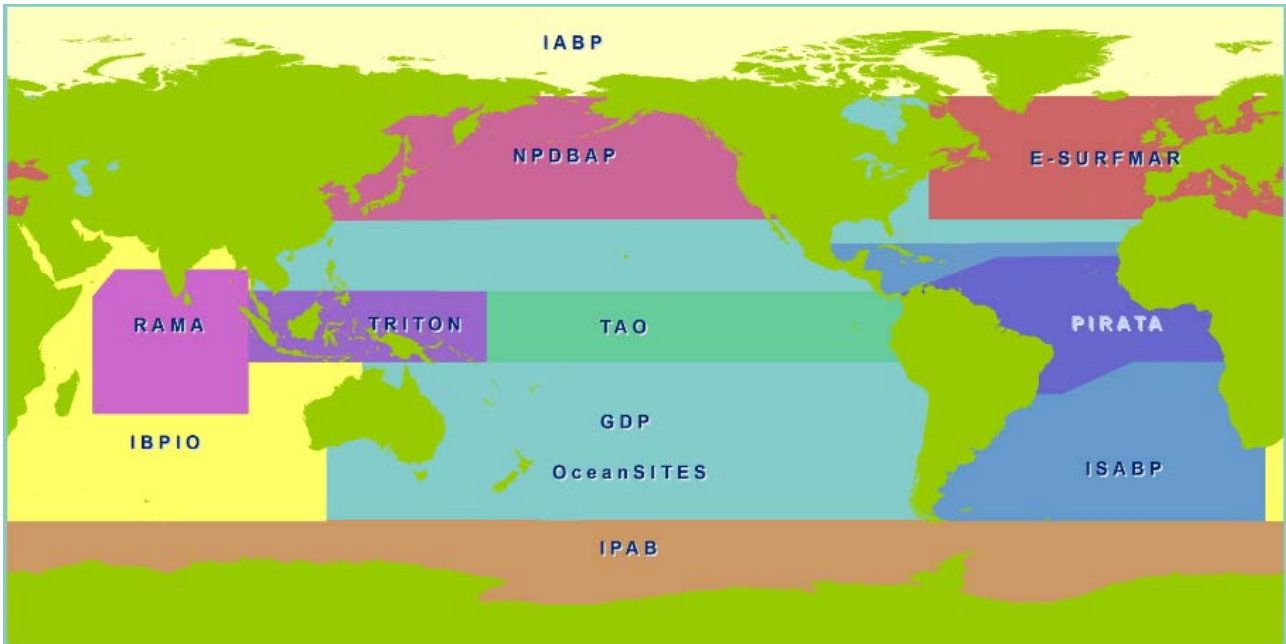 IABP
NPDBAP
E-SURFMAR
RAMA
TRITON
TAO
PIRATA
GDP
IBPIO
OceanSITES
ISABP
IPAB